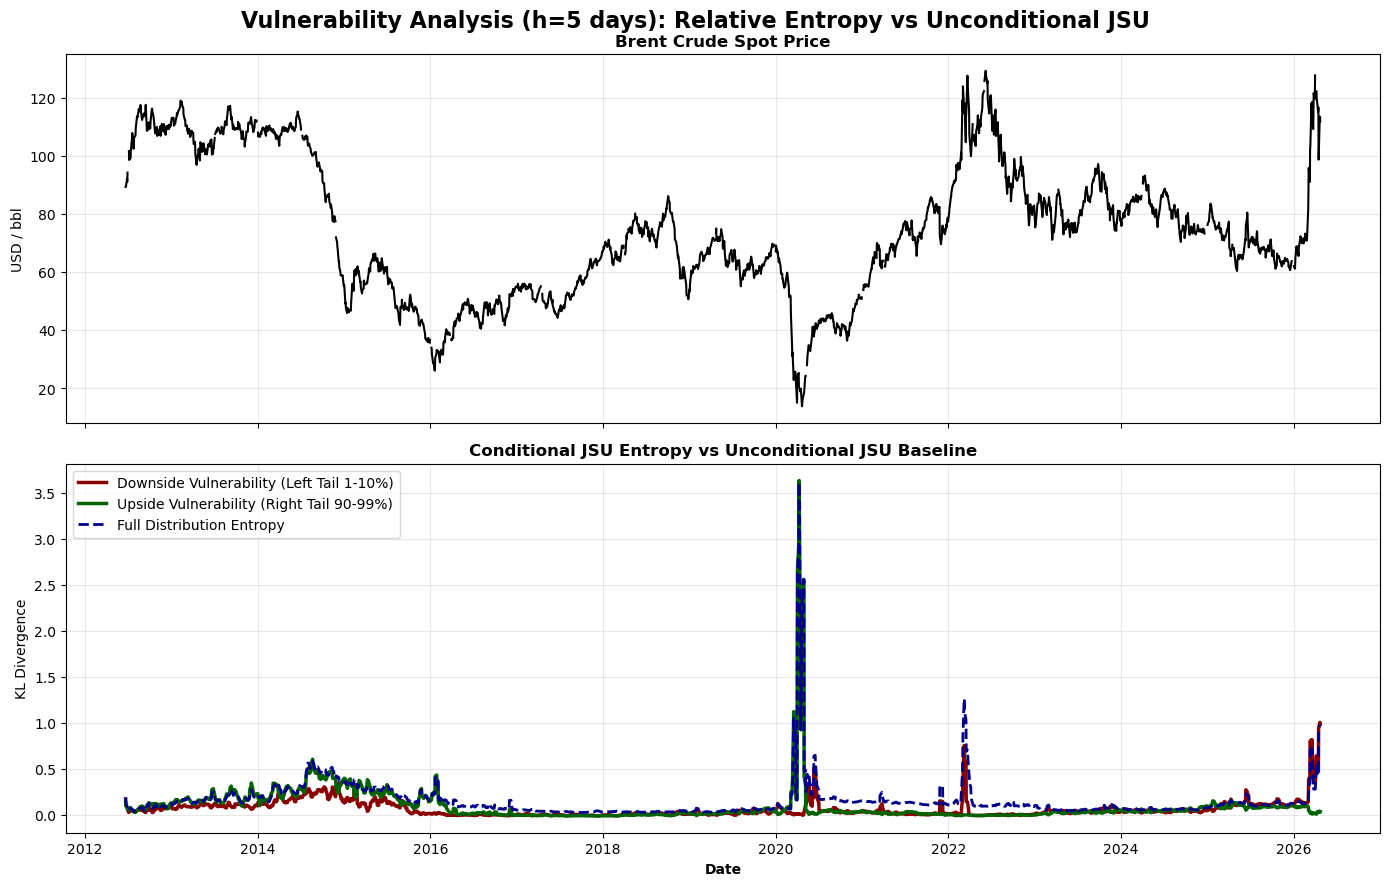 Vulnerability Analysis (h=5 days): Relative Entropy vs Unconditional JSU
Brent Crude Spot Price
USD / bbl
120
100
80
60
40
20
Conditional JSU Entropy vs Unconditional JSU Baseline
Downside Vulnerability (Left Tail 1-10%)
Upside Vulnerability (Right Tail 90-99%)
Full Distribution Entropy
KL Divergence
3.5
3.0
2.5
2.0
1.5
1.0
0.5
0.0
2012 2014 2016 2018 2020 2022 2024 2026
Date